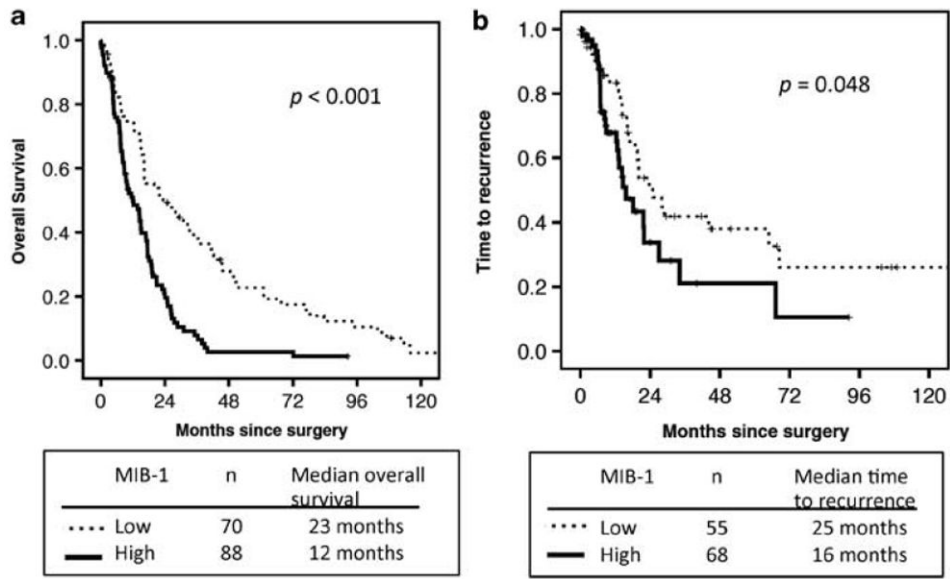 a
1.0
0.8
0.6
0.4
0.2
0.0
Overall Survival
p < 0.001
0 24 48 72 96 120
Months since surgery
MIB-1 n Median overall
survival
Low 70 23 months
High 88 12 months
b
1.0
0.8
0.6
0.4
0.2
0.0
Time to recurrence
p = 0.048
0 24 48 72 96 120
Months since surgery
MIB-1 n Median time
to recurrence
Low 55 25 months
High 68 16 months